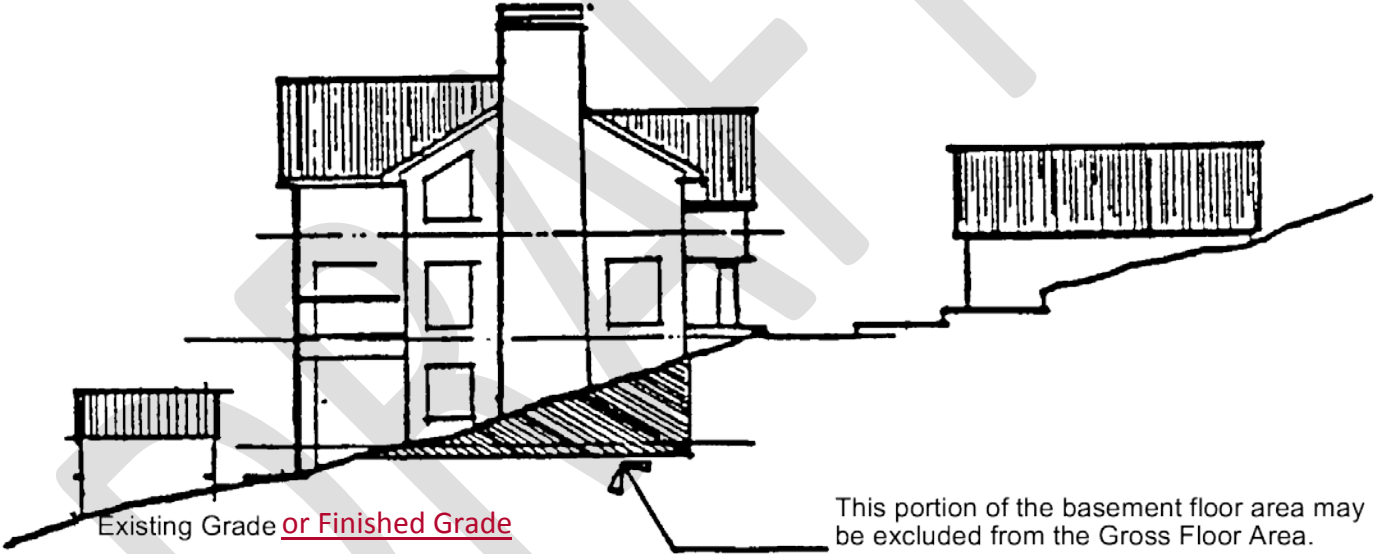 DRAFT
Existing Grade or Finished Grade
This portion of the basement floor area may
be excluded from the Gross Floor Area.